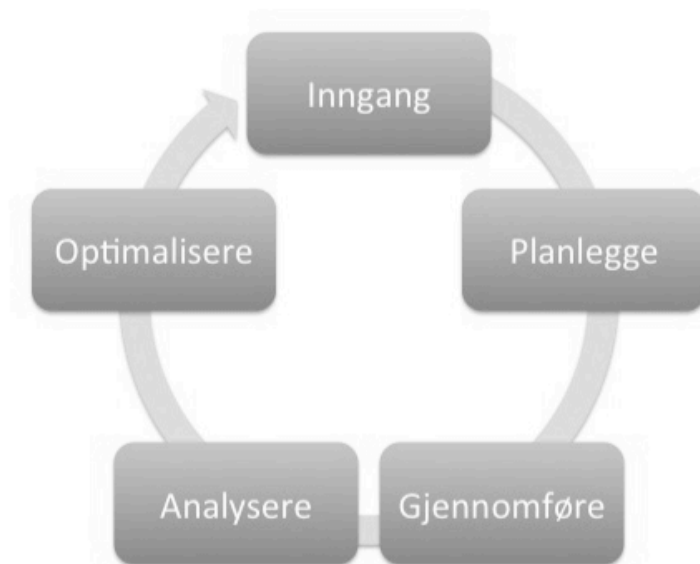 Inngang
Planlegge
Gjennomføre
Analysere
Optimalisere